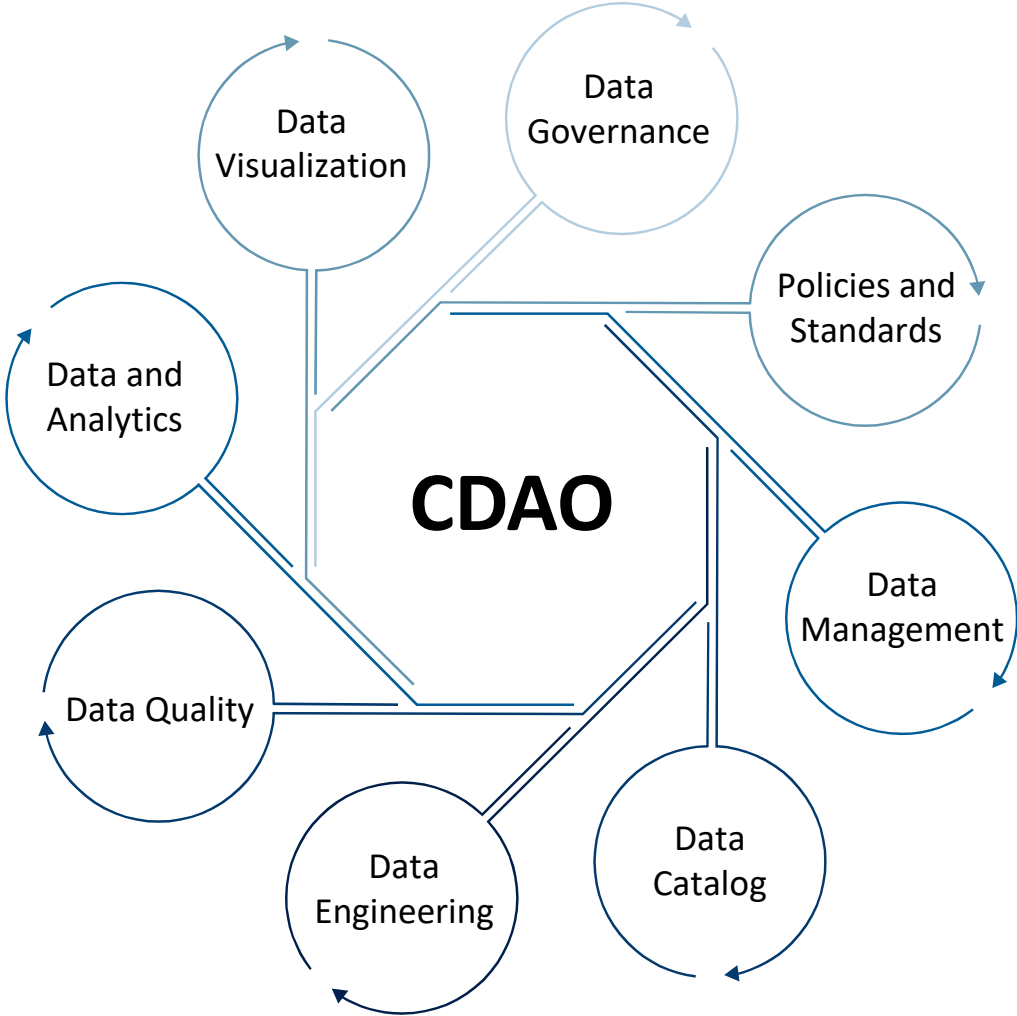 Data
Governance
Policies and
Standards
Data
Management
Data
Catalog
Data
Engineering
Data Quality
Data and
Analytics
Data
Visualization
CDAO